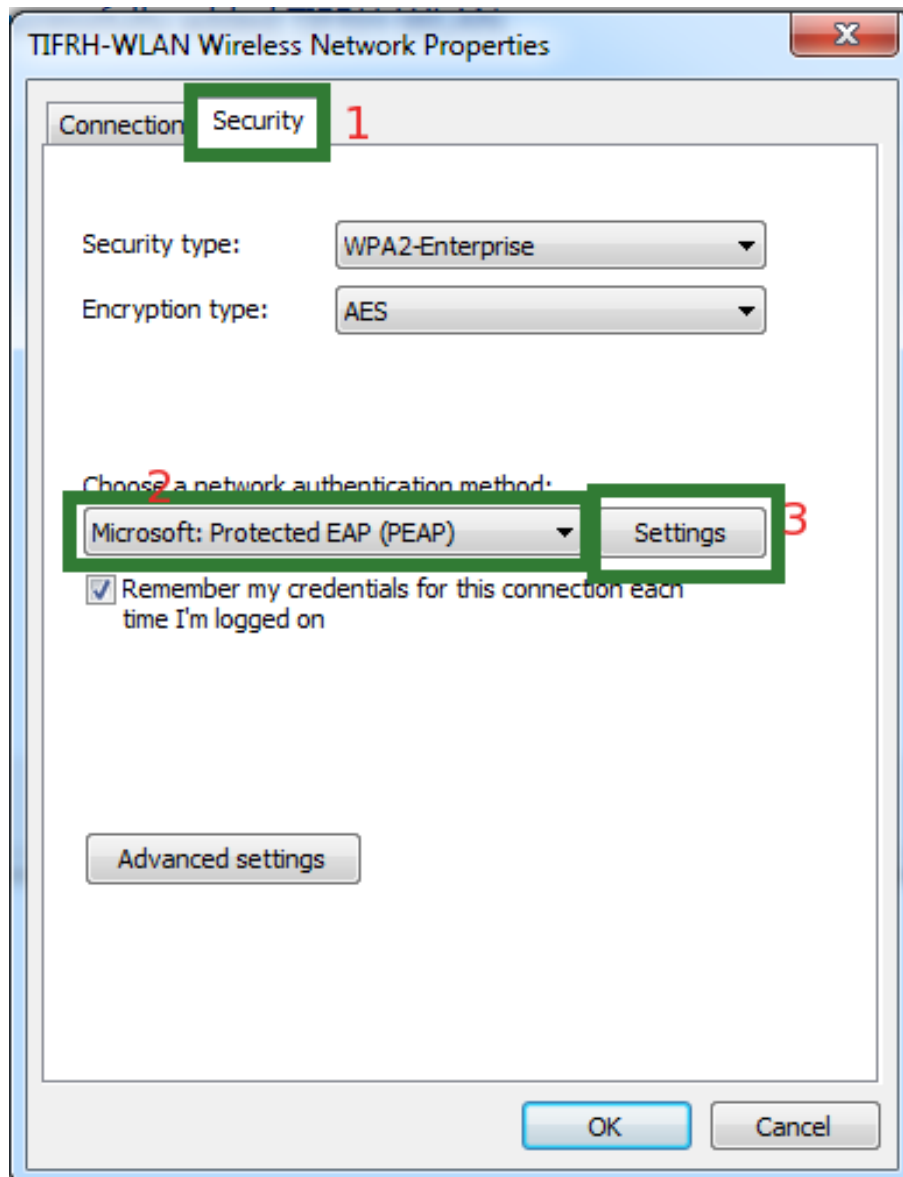 TIFRH-WLAN Wireless Network Properties
Connection Security 1
Security type: WPA2-Enterprise
Encryption type: AES
Choose a network authentication method:
2
Microsoft: Protected EAP (PEAP) Settings 3
Remember my credentials for this connection each
time I'm logged on
Advanced settings
OK Cancel